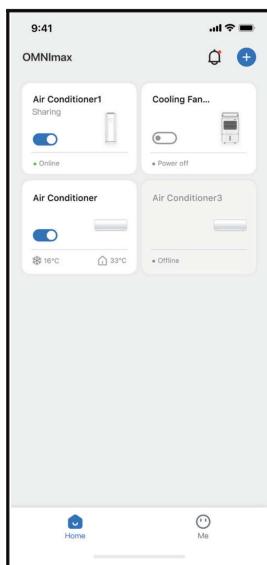 9:41
OMNImax
Air Conditioner1
Sharing
Online
Cooling Fan...
Power off
Air Conditioner
16°C
33°C
Air Conditioner3
Offline
Home
Me